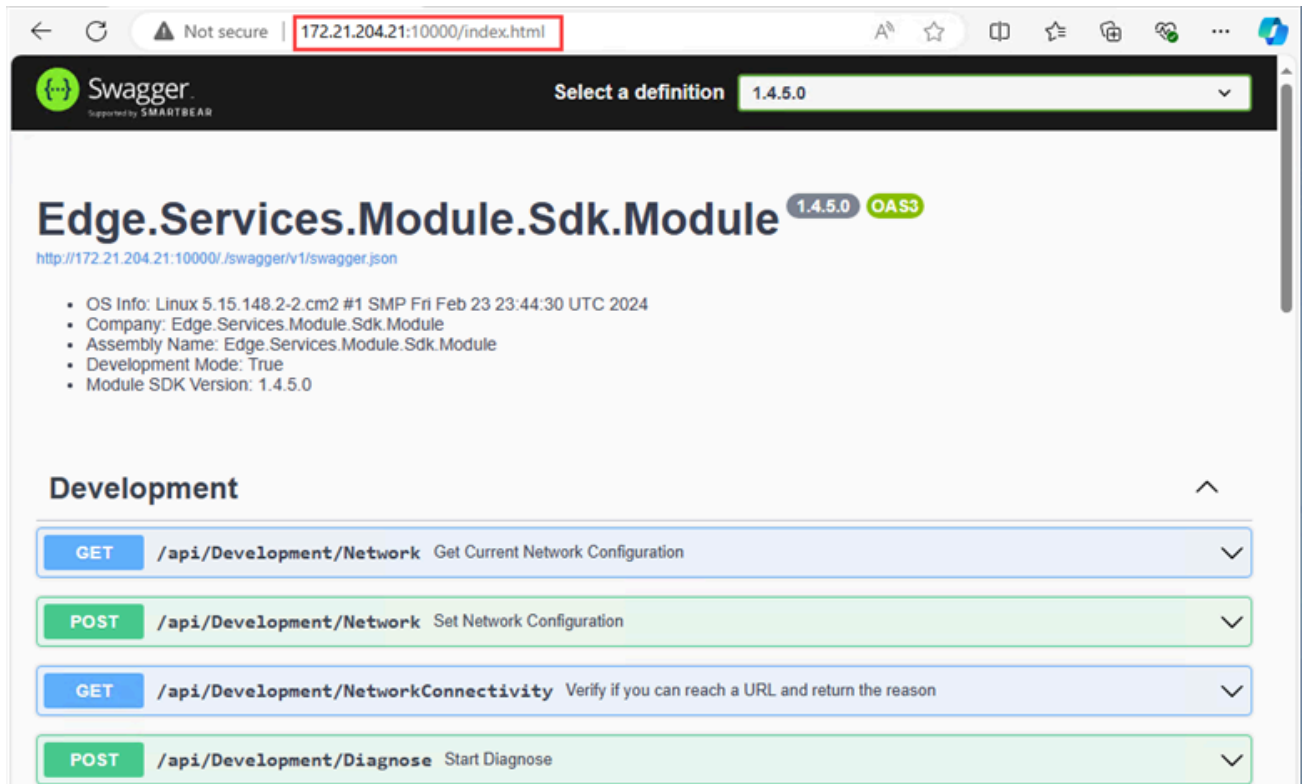 Not secure 172.21.204.21:10000/index.html
Swagger.
Supported by SMARTBEAR
Select a definition 1.4.5.0
Edge.Services.Module.Sdk.Module 1.4.5.0 OAS3
http://172.21.204.21:10000/./swagger/v1/swagger.json
• OS Info: Linux 5.15.148.2-2.cm2 #1 SMP Fri Feb 23 23:44:30 UTC 2024
• Company: Edge.Services.Module.Sdk.Module
• Assembly Name: Edge.Services.Module.Sdk.Module
• Development Mode: True
• Module SDK Version: 1.4.5.0
Development
GET /api/Development/Network Get Current Network Configuration
POST /api/Development/Network Set Network Configuration
GET /api/Development/NetworkConnectivity Verify if you can reach a URL and return the reason
POST /api/Development/Diagnose Start Diagnose